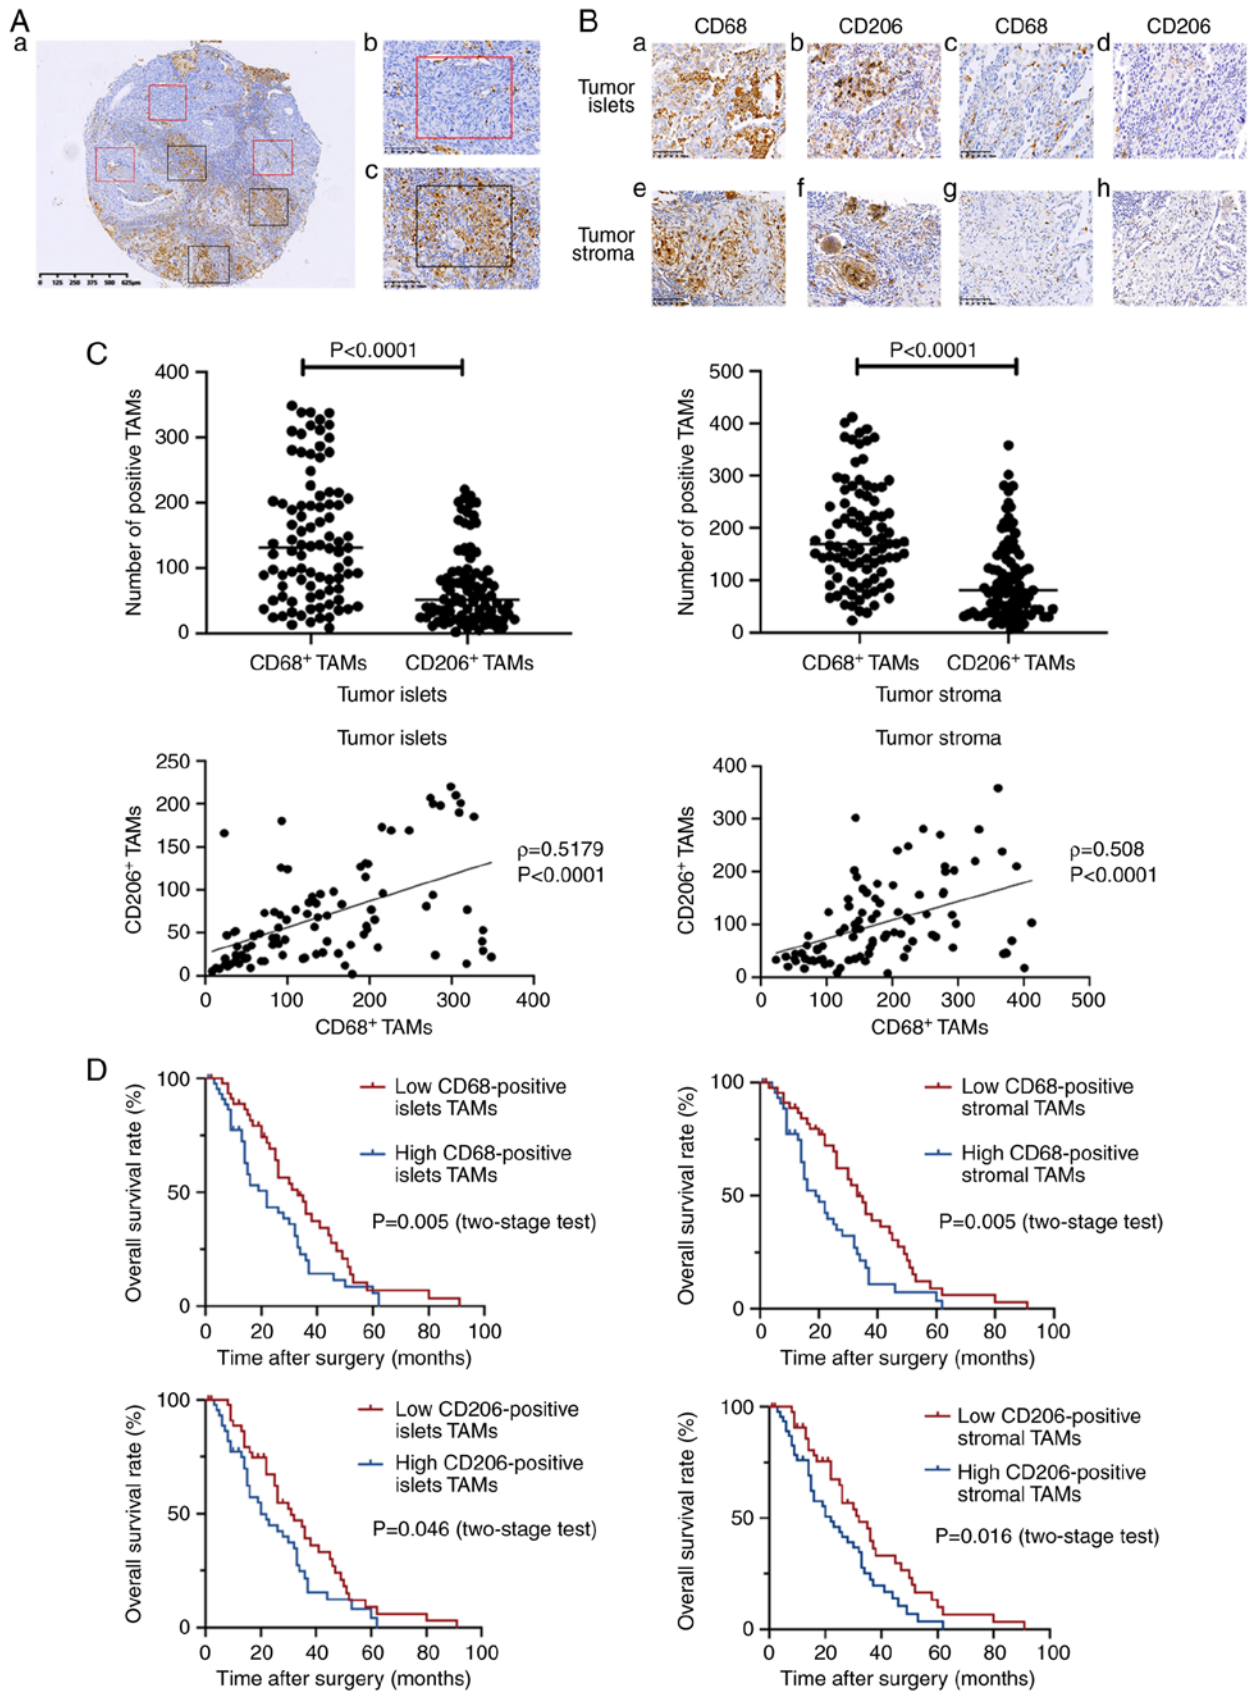 A
a
b
c
0 125 250 375 500 625µm
B
CD68 CD206 CD68 CD206
a b c d
Tumor
islets
e f g h
Tumor
stroma
C
P<0.0001
400
300
200
100
0
Number of positive TAMs
CD68+ TAMs CD206+ TAMs
Tumor islets
P<0.0001
500
400
300
200
100
0
Number of positive TAMs
CD68+ TAMs CD206+ TAMs
Tumor stroma
Tumor islets
250
200
150
100
50
0
CD206+ TAMs
ρ=0.5179
P<0.0001
0 100 200 300 400
CD68+ TAMs
Tumor stroma
400
300
200
100
0
CD206+ TAMs
ρ=0.508
P<0.0001
0 100 200 300 400 500
CD68+ TAMs
D
100
50
0
Overall survival rate (%)
Low CD68-positive
islets TAMs
High CD68-positive
islets TAMs
P=0.005 (two-stage test)
0 20 40 60 80 100
Time after surgery (months)
100
50
0
Overall survival rate (%)
Low CD68-positive
stromal TAMs
High CD68-positive
stromal TAMs
P=0.005 (two-stage test)
0 20 40 60 80 100
Time after surgery (months)
100
50
0
Overall survival rate (%)
Low CD206-positive
islets TAMs
High CD206-positive
islets TAMs
P=0.046 (two-stage test)
0 20 40 60 80 100
Time after surgery (months)
100
50
0
Overall survival rate (%)
Low CD206-positive
stromal TAMs
High CD206-positive
stromal TAMs
P=0.016 (two-stage test)
0 20 40 60 80 100
Time after surgery (months)